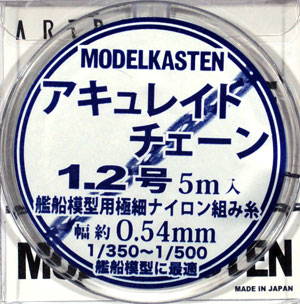 ARTB
MODELKASTEN
アキュレイド
チェーン
1.2号 5m入
艦船模型用極細ナイロン組み糸
幅約 0.54mm
1/350～1/500
艦船模型に最適
MADE IN JAPAN